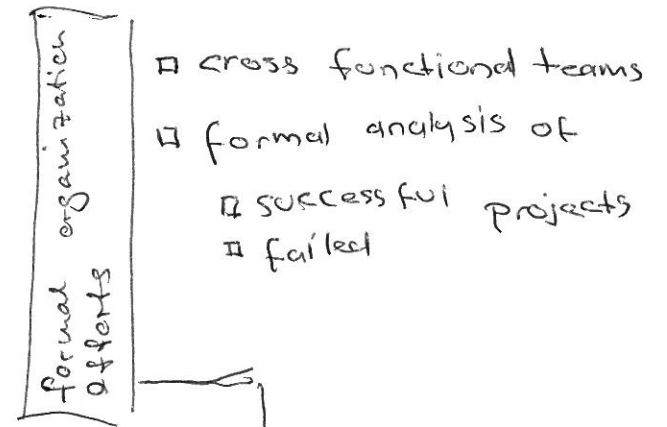 formal organization
efforts
cross functional teams
formal analysis of
successful projects
failed